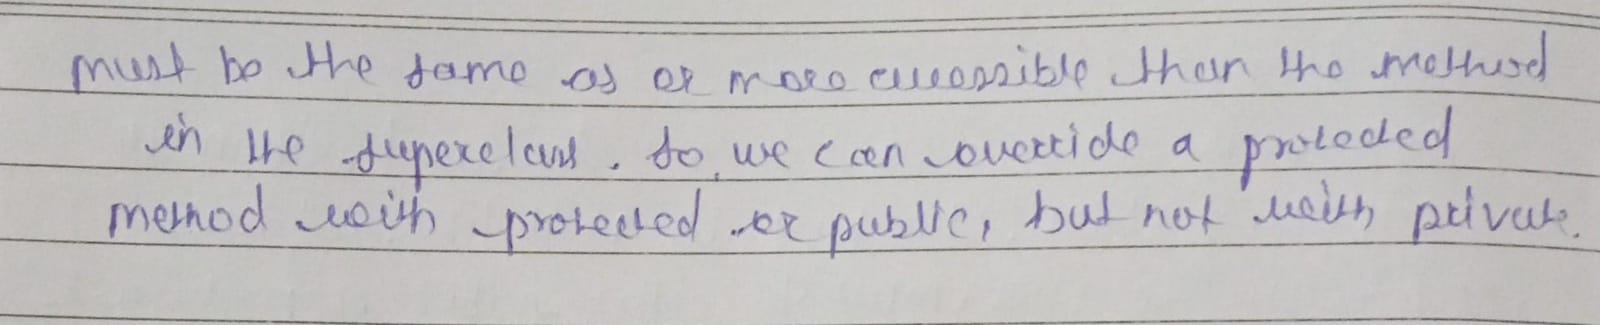 must be the same as or more accessible than the method
in the superclass. so, we can override a protected
method with protected or public, but not with private.